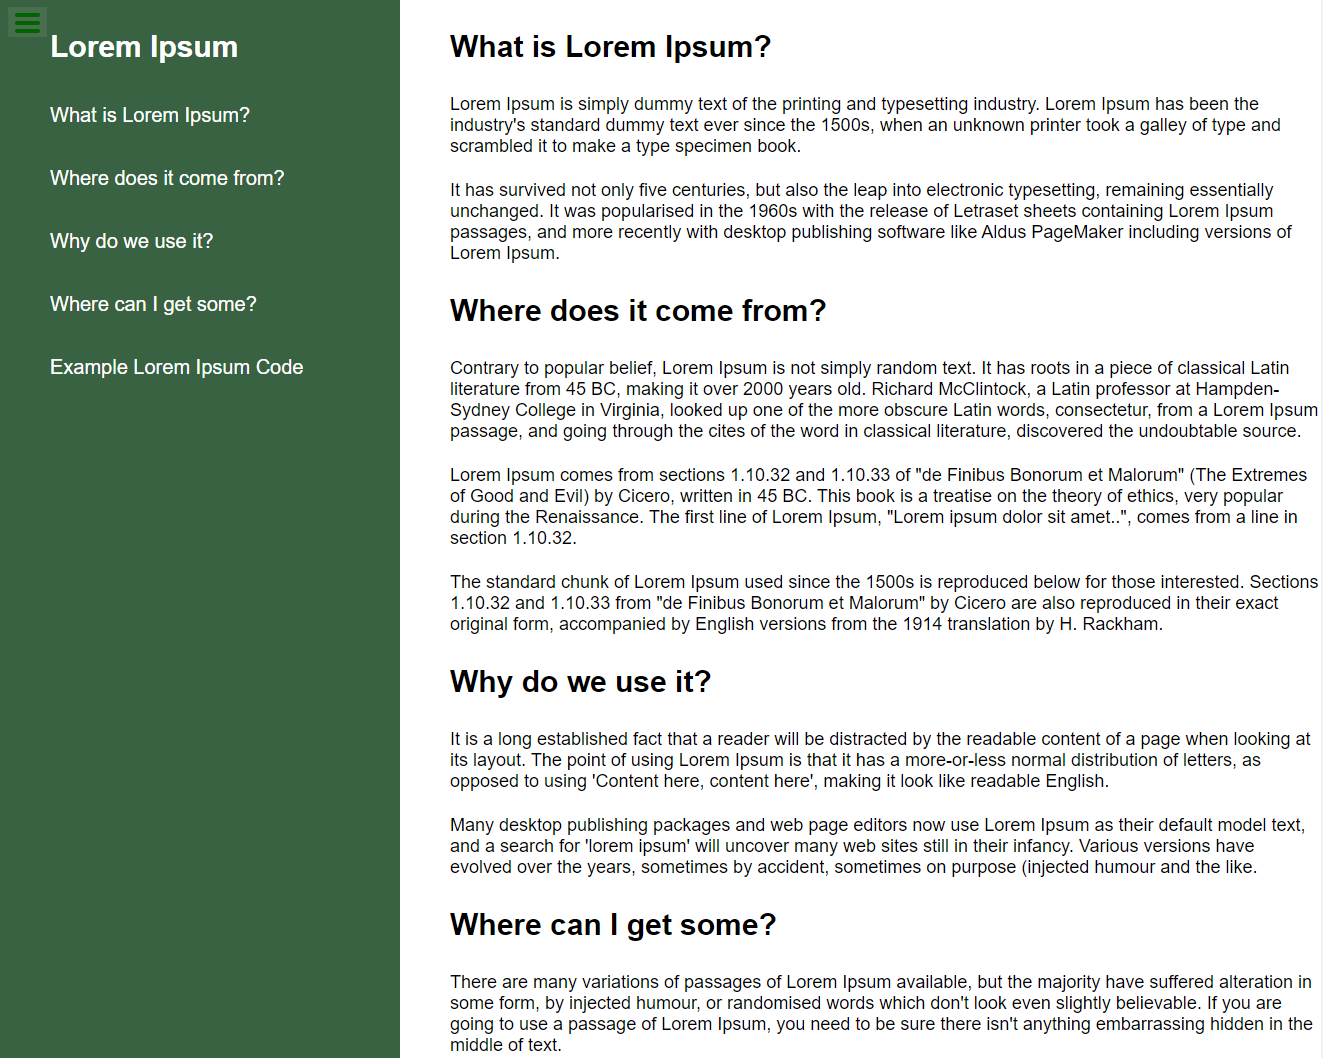 Lorem Ipsum
What is Lorem Ipsum?
Where does it come from?
Why do we use it?
Where can I get some?
Example Lorem Ipsum Code
What is Lorem Ipsum?
Lorem Ipsum is simply dummy text of the printing and typesetting industry. Lorem Ipsum has been the
industry's standard dummy text ever since the 1500s, when an unknown printer took a galley of type and
scrambled it to make a type specimen book.
It has survived not only five centuries, but also the leap into electronic typesetting, remaining essentially
unchanged. It was popularised in the 1960s with the release of Letraset sheets containing Lorem Ipsum
passages, and more recently with desktop publishing software like Aldus PageMaker including versions of
Lorem Ipsum.
Where does it come from?
Contrary to popular belief, Lorem Ipsum is not simply random text. It has roots in a piece of classical Latin
literature from 45 BC, making it over 2000 years old. Richard McClintock, a Latin professor at Hampden-
Sydney College in Virginia, looked up one of the more obscure Latin words, consectetur, from a Lorem Ipsum
passage, and going through the cites of the word in classical literature, discovered the undoubtable source.
Lorem Ipsum comes from sections 1.10.32 and 1.10.33 of "de Finibus Bonorum et Malorum" (The Extremes
of Good and Evil) by Cicero, written in 45 BC. This book is a treatise on the theory of ethics, very popular
during the Renaissance. The first line of Lorem Ipsum, "Lorem ipsum dolor sit amet..", comes from a line in
section 1.10.32.
The standard chunk of Lorem Ipsum used since the 1500s is reproduced below for those interested. Sections
1.10.32 and 1.10.33 from "de Finibus Bonorum et Malorum" by Cicero are also reproduced in their exact
original form, accompanied by English versions from the 1914 translation by H. Rackham.
Why do we use it?
It is a long established fact that a reader will be distracted by the readable content of a page when looking at
its layout. The point of using Lorem Ipsum is that it has a more-or-less normal distribution of letters, as
opposed to using 'Content here, content here', making it look like readable English.
Many desktop publishing packages and web page editors now use Lorem Ipsum as their default model text,
and a search for 'lorem ipsum' will uncover many web sites still in their infancy. Various versions have
evolved over the years, sometimes by accident, sometimes on purpose (injected humour and the like.
Where can I get some?
There are many variations of passages of Lorem Ipsum available, but the majority have suffered alteration in
some form, by injected humour, or randomised words which don't look even slightly believable. If you are
going to use a passage of Lorem Ipsum, you need to be sure there isn't anything embarrassing hidden in the
middle of text.